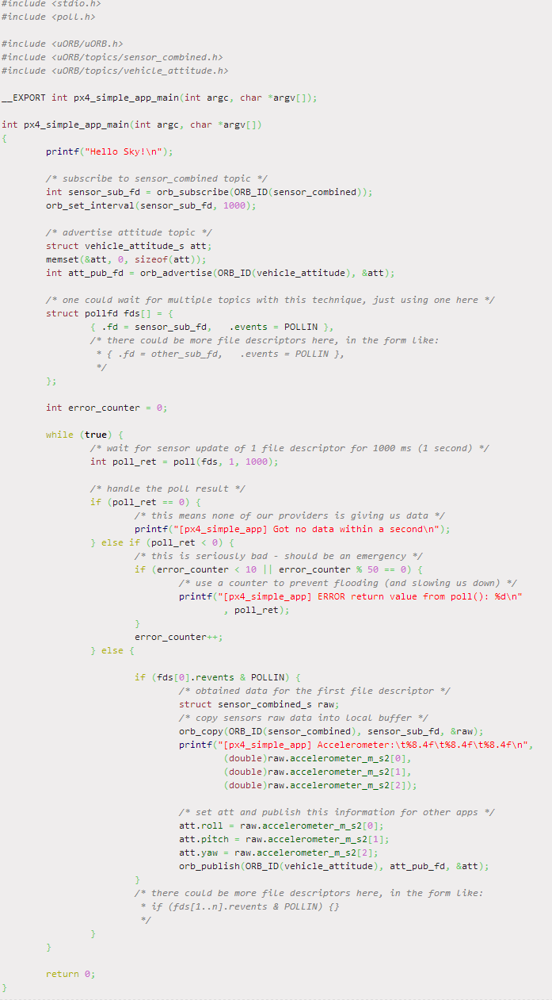 #include <stdio.h>
#include <poll.h>

#include <uORB/uORB.h>
#include <uORB/topics/sensor_combined.h>
#include <uORB/topics/vehicle_attitude.h>

__EXPORT int px4_simple_app_main(int argc, char *argv[]);

int px4_simple_app_main(int argc, char *argv[])
{
        printf("Hello Sky!\n");

        /* subscribe to sensor_combined topic */
        int sensor_sub_fd = orb_subscribe(ORB_ID(sensor_combined));
        orb_set_interval(sensor_sub_fd, 1000);

        /* advertise attitude topic */
        struct vehicle_attitude_s att;
        memset(&att, 0, sizeof(att));
        int att_pub_fd = orb_advertise(ORB_ID(vehicle_attitude), &att);

        /* one could wait for multiple topics with this technique, just using one here */
        struct pollfd fds[] = {
                { .fd = sensor_sub_fd,   .events = POLLIN },
                /* there could be more file descriptors here, in the form like:
                 * { .fd = other_sub_fd,   .events = POLLIN },
                 */
        };

        int error_counter = 0;

        while (true) {
                /* wait for sensor update of 1 file descriptor for 1000 ms (1 second) */
                int poll_ret = poll(fds, 1, 1000);

                /* handle the poll result */
                if (poll_ret == 0) {
                        /* this means none of our providers is giving us data */
                        printf("[px4_simple_app] Got no data within a second\n");
                } else if (poll_ret < 0) {
                        /* this is seriously bad - should be an emergency */
                        if (error_counter < 10 || error_counter % 50 == 0) {
                                /* use a counter to prevent flooding (and slowing us down) */
                                printf("[px4_simple_app] ERROR return value from poll(): %d\n"
                                        , poll_ret);
                        }
                        error_counter++;
                } else {

                        if (fds[0].revents & POLLIN) {
                                /* obtained data for the first file descriptor */
                                struct sensor_combined_s raw;
                                /* copy sensors raw data into local buffer */
                                orb_copy(ORB_ID(sensor_combined), sensor_sub_fd, &raw);
                                printf("[px4_simple_app] Accelerometer:\t%8.4f\t%8.4f\t%8.4f\n",
                                        (double)raw.accelerometer_m_s2[0],
                                        (double)raw.accelerometer_m_s2[1],
                                        (double)raw.accelerometer_m_s2[2]);

                                /* set att and publish this information for other apps */
                                att.roll = raw.accelerometer_m_s2[0];
                                att.pitch = raw.accelerometer_m_s2[1];
                                att.yaw = raw.accelerometer_m_s2[2];
                                orb_publish(ORB_ID(vehicle_attitude), att_pub_fd, &att);
                        }
                        /* there could be more file descriptors here, in the form like:
                         * if (fds[1..n].revents & POLLIN) {}
                         */
                }
        }

        return 0;
}